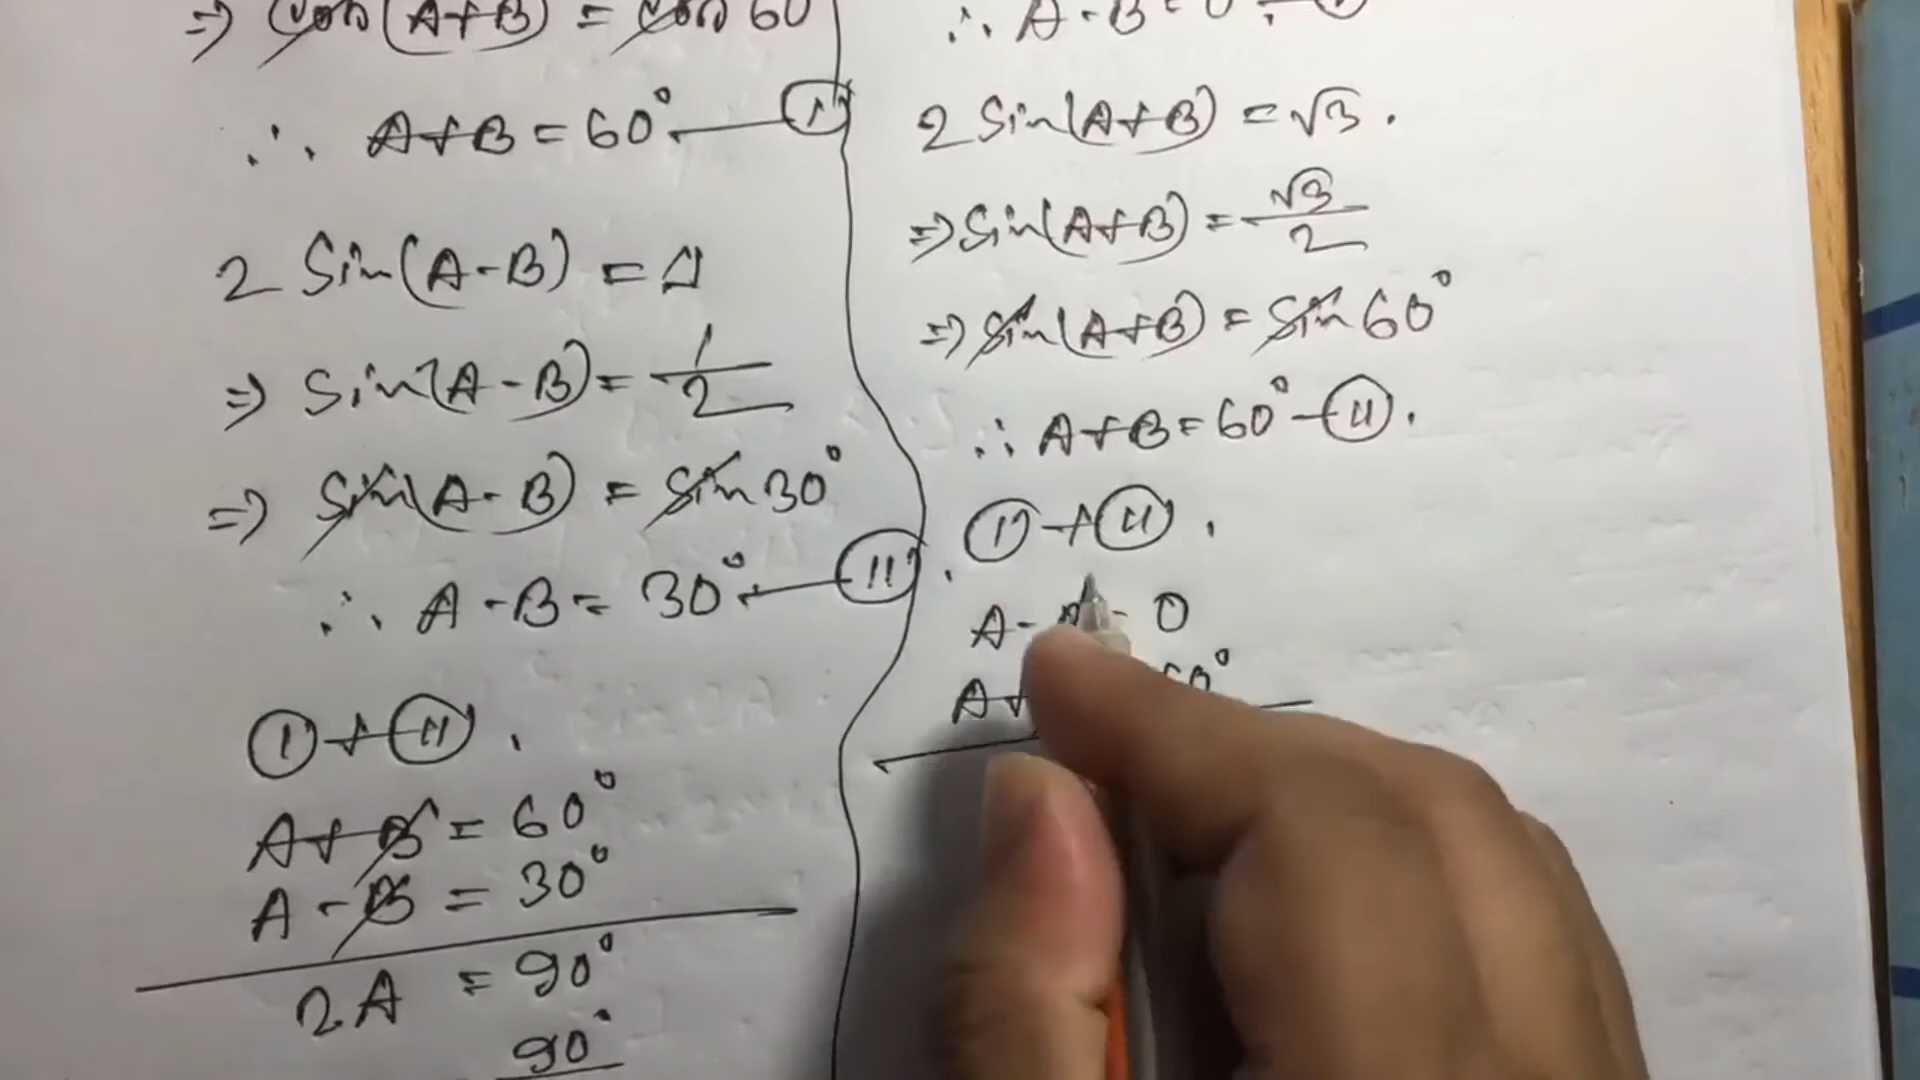 ⇒ cos(A+B) = cos 60
∴ A+B = 60° — (I)
2 Sin(A-B) = 1
⇒ Sin(A-B) = 1/2
⇒ Sin(A-B) = Sin 30°
∴ A-B = 30° — (II)
(I) + (II).
A+B = 60°
A-B = 30°
2A = 90°
90°
∴ A-B = 0
2 Sin(A+B) = √3.
⇒ Sin(A+B) = √3/2
⇒ Sin(A+B) = Sin 60°
∴ A+B = 60° — (II).
(I) + (II).
A - 0
A+ 60°